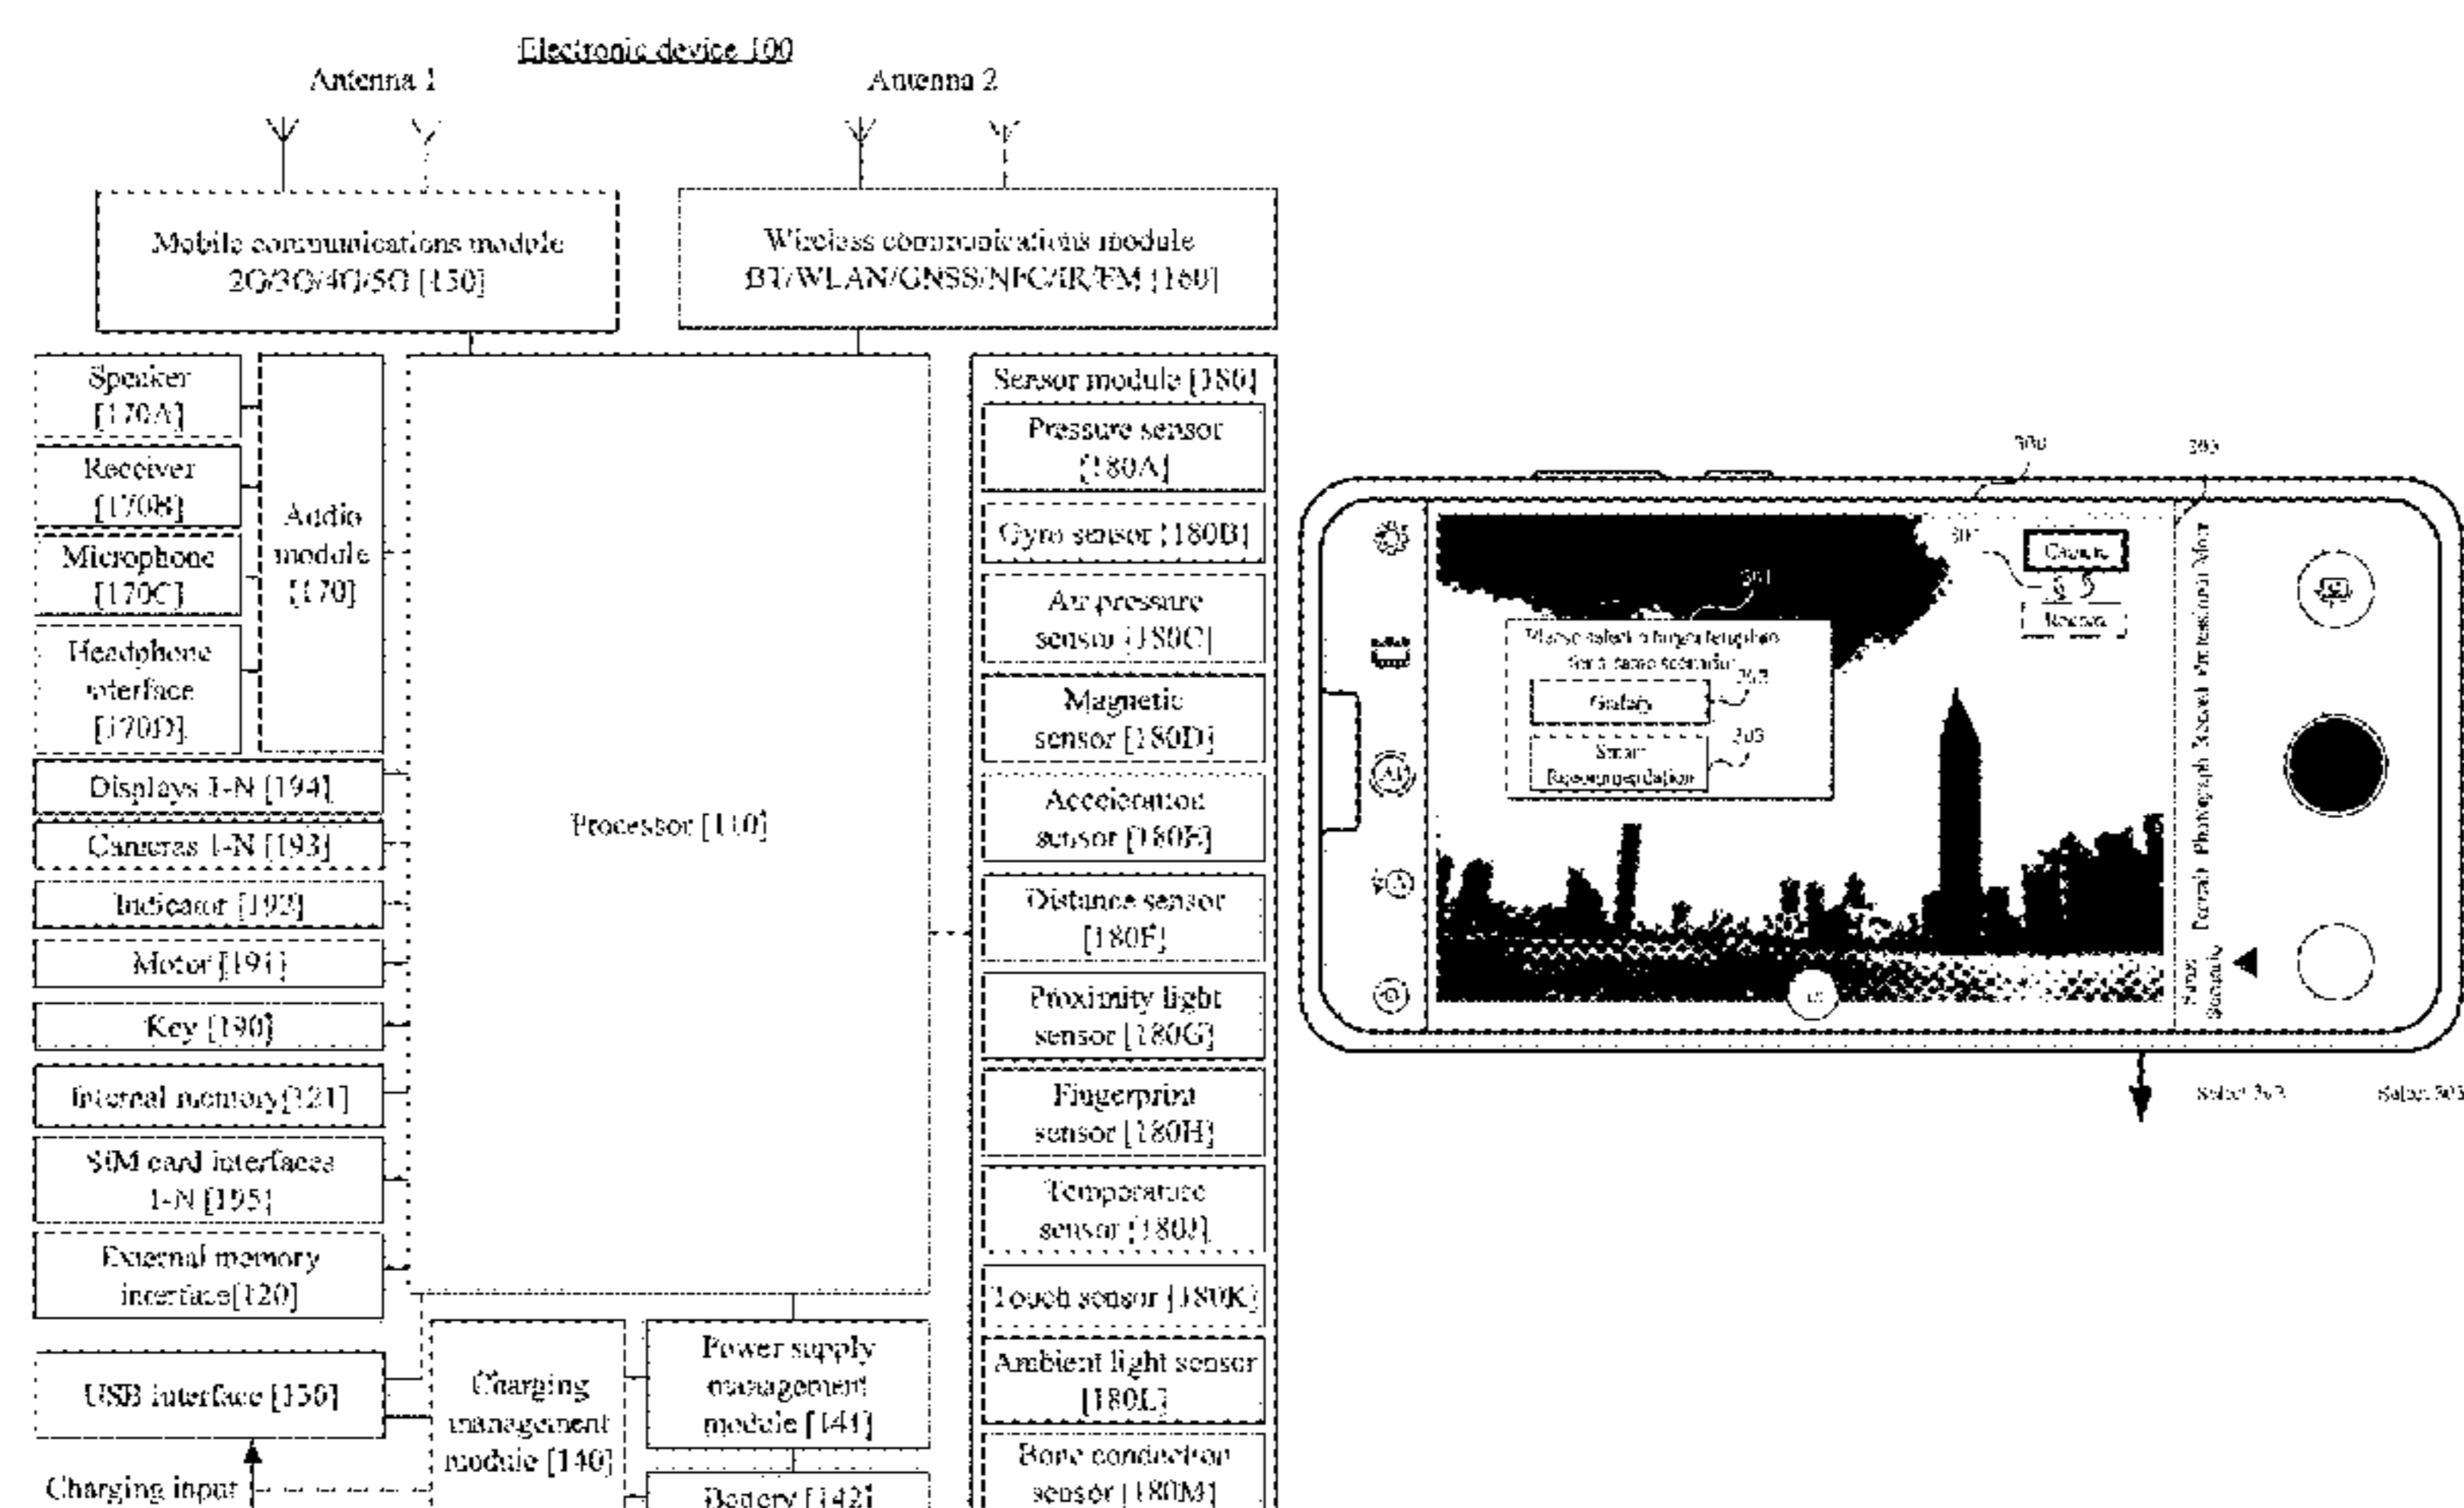 Electronic device 100
Antenna 1
Antenna 2
Mobile communications module
2G/3G/4G/5G [150]
Wireless communications module
BT/WLAN/GNSS/NFC/IR/FM [160]
Speaker
[170A]
Receiver
[170B]
Microphone
[170C]
Headphone
interface
[170D]
Audio
module
[170]
Displays 1-N [194]
Cameras 1-N [193]
Indicator [192]
Motor [191]
Key [190]
Internal memory[121]
SIM card interfaces
1-N [195]
External memory
interface[120]
USB interface [130]
Charging input
Processor [110]
Charging
management
module [140]
Power supply
management
module [141]
Battery [142]
Sensor module [180]
Pressure sensor
[180A]
Gyro sensor [180B]
Air pressure
sensor [180C]
Magnetic
sensor [180D]
Acceleration
sensor [180E]
Distance sensor
[180F]
Proximity light
sensor [180G]
Fingerprint
sensor [180H]
Temperature
sensor [180J]
Touch sensor [180K]
Ambient light sensor
[180L]
Bone conduction
sensor [180M]
Please select a target
Gallery
303
Smart
Recommendation
Portrait Photograph Record Professional More
Select
Select